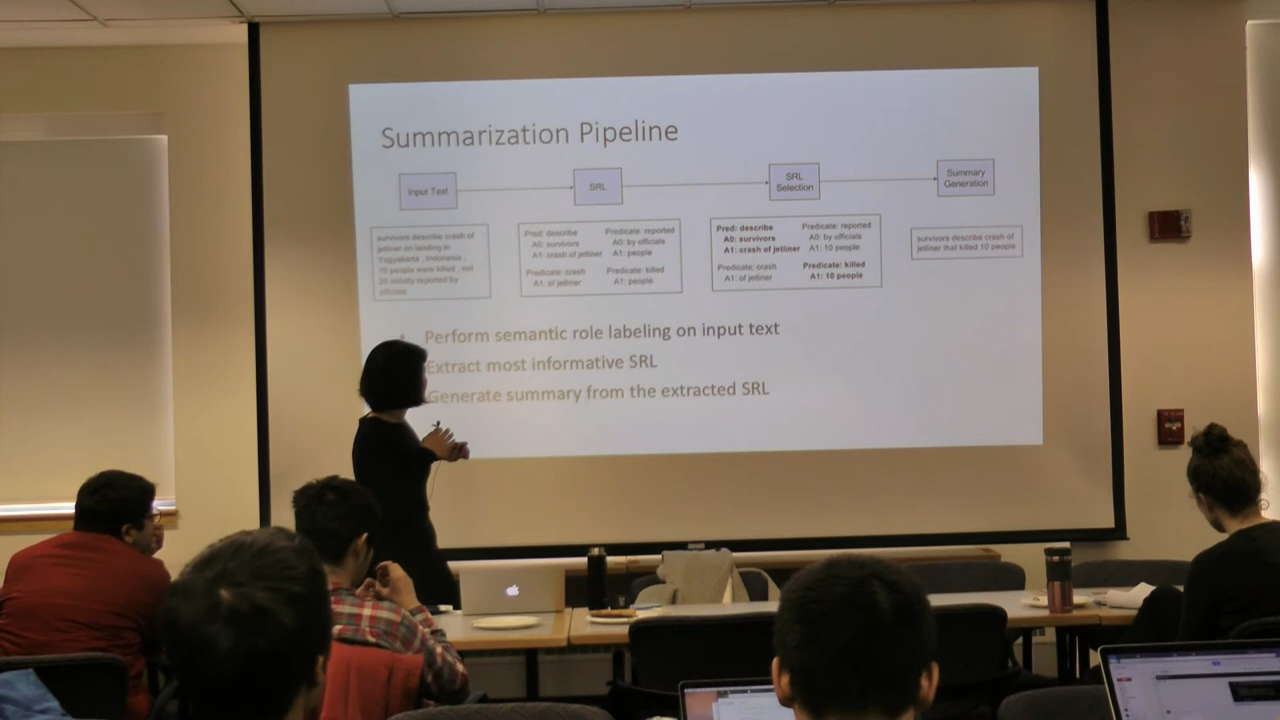 Summarization Pipeline
Input Text
SRL
SRL
Selection
Summary
Generation
survivors describe crash of
jetliner on landing in
Yogyakarta , Indonesia ,
10 people were killed , not
20 initially reported by
officials
Pred: describe
A0: survivors
A1: crash of jetliner
Predicate: crash
A1: of jetliner
Predicate: reported
A0: by officials
A1: people
Predicate: killed
A1: people
Pred: describe
A0: survivors
A1: crash of jetliner
Predicate: crash
A1: of jetliner
Predicate: reported
A0: by officials
A1: 10 people
Predicate: killed
A1: 10 people
survivors describe crash of
jetliner that killed 10 people
Perform semantic role labeling on input text
Extract most informative SRL
Generate summary from the extracted SRL